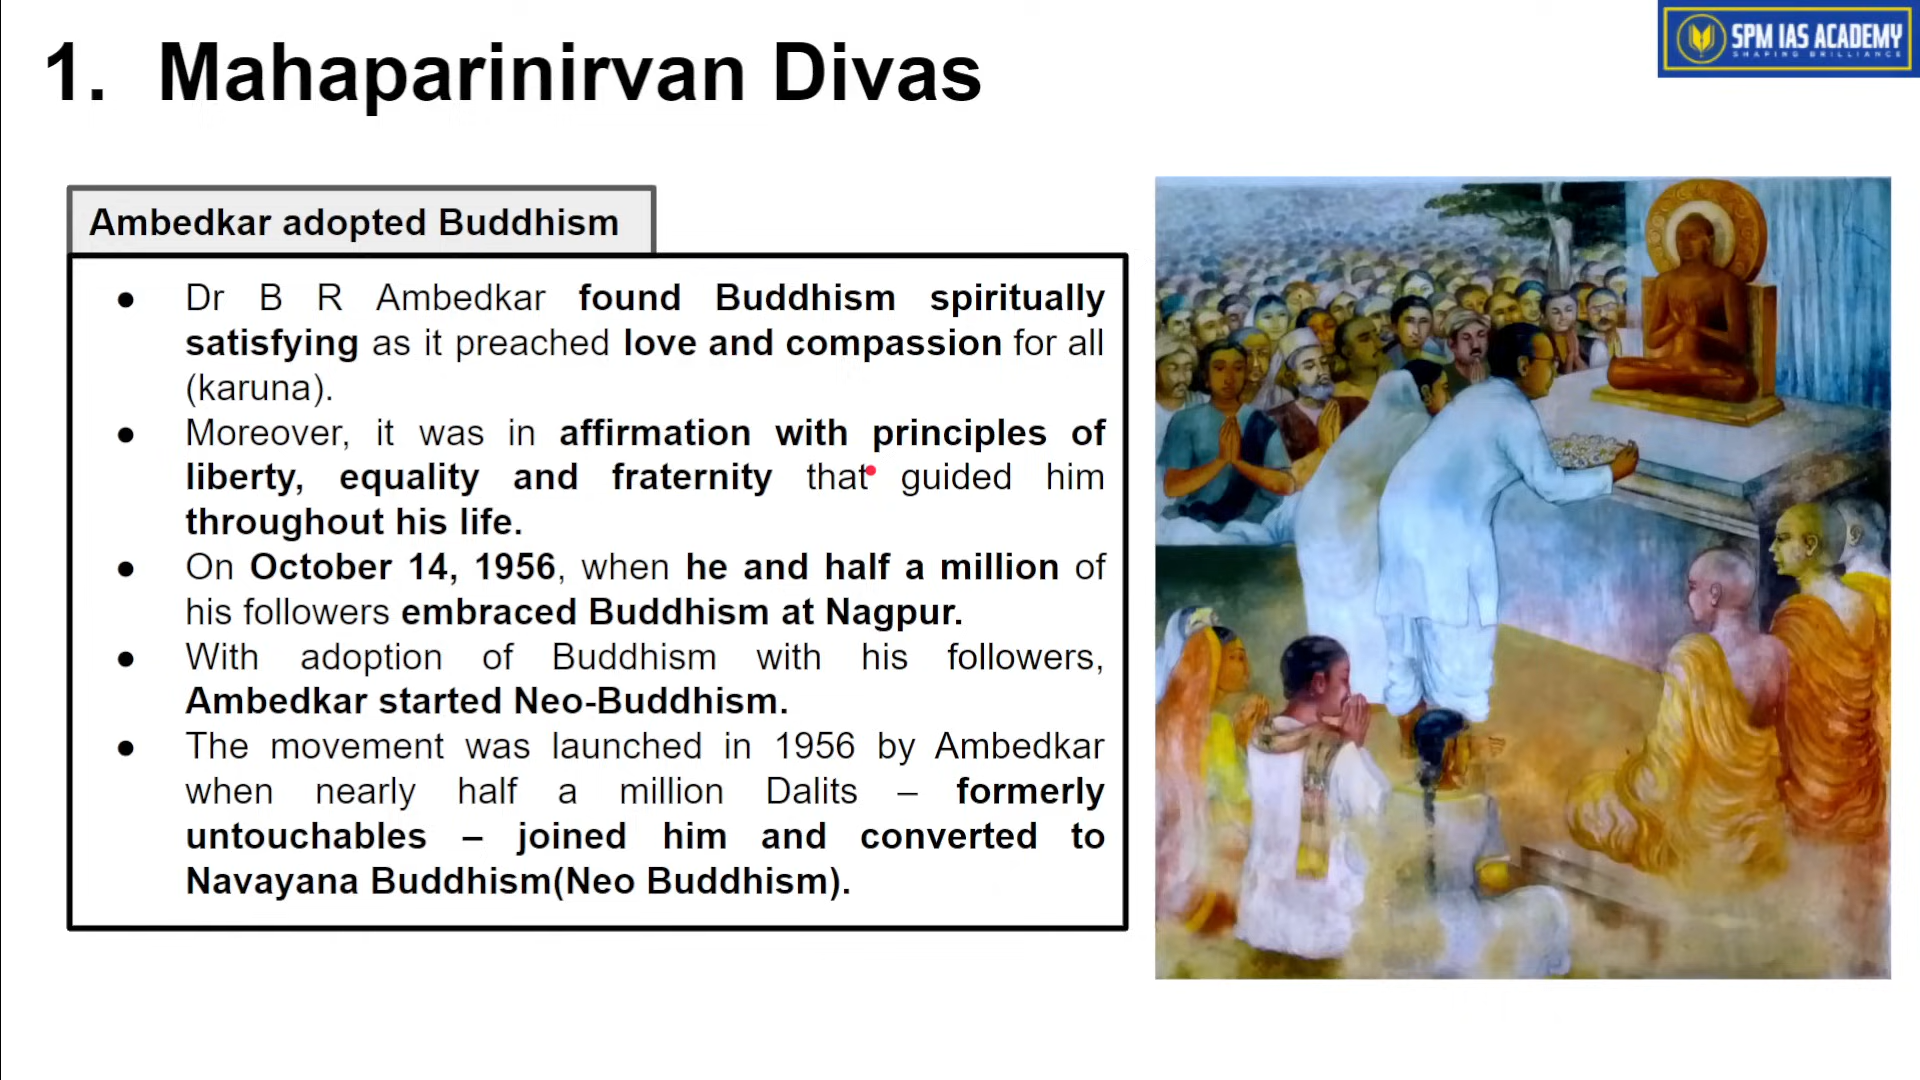 SPM IAS ACADEMY
SHAPING BRILLIANCE
1. Mahaparinirvan Divas
Ambedkar adopted Buddhism
● Dr B R Ambedkar found Buddhism spiritually
satisfying as it preached love and compassion for all
(karuna).
● Moreover, it was in affirmation with principles of
liberty, equality and fraternity that guided him
throughout his life.
● On October 14, 1956, when he and half a million of
his followers embraced Buddhism at Nagpur.
● With adoption of Buddhism with his followers,
Ambedkar started Neo-Buddhism.
● The movement was launched in 1956 by Ambedkar
when nearly half a million Dalits – formerly
untouchables – joined him and converted to
Navayana Buddhism(Neo Buddhism).